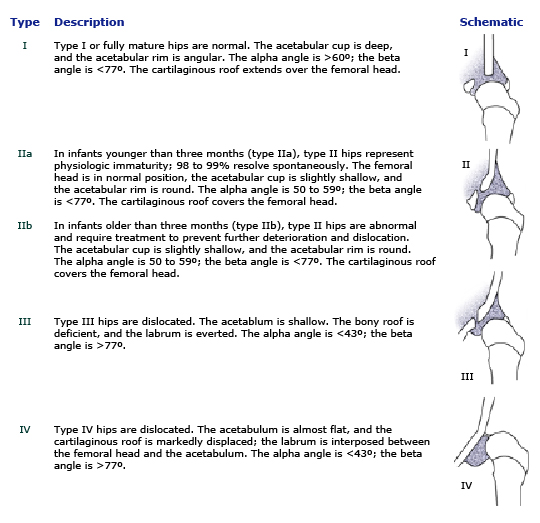 Type Description Schematic
I Type I or fully mature hips are normal. The acetabular cup is deep,
and the acetabular rim is angular. The alpha angle is >60º; the beta
angle is <77º. The cartilaginous roof extends over the femoral head.
I
IIa In infants younger than three months (type IIa), type II hips represent
physiologic immaturity; 98 to 99% resolve spontaneously. The femoral
head is in normal position, the acetabular cup is slightly shallow, and
the acetabular rim is round. The alpha angle is 50 to 59º; the beta angle
is <77º. The cartilaginous roof covers the femoral head.
II
IIb In infants older than three months (type IIb), type II hips are abnormal
and require treatment to prevent further deterioration and dislocation.
The acetabular cup is slightly shallow, and the acetabular rim is round.
The alpha angle is 50 to 59º; the beta angle is <77º. The cartilaginous roof
covers the femoral head.
III Type III hips are dislocated. The acetablum is shallow. The bony roof is
deficient, and the labrum is everted. The alpha angle is <43º; the beta
angle is >77º.
III
IV Type IV hips are dislocated. The acetabulum is almost flat, and the
cartilaginous roof is markedly displaced; the labrum is interposed between
the femoral head and the acetabulum. The alpha angle is <43º; the beta
angle is >77º.
IV